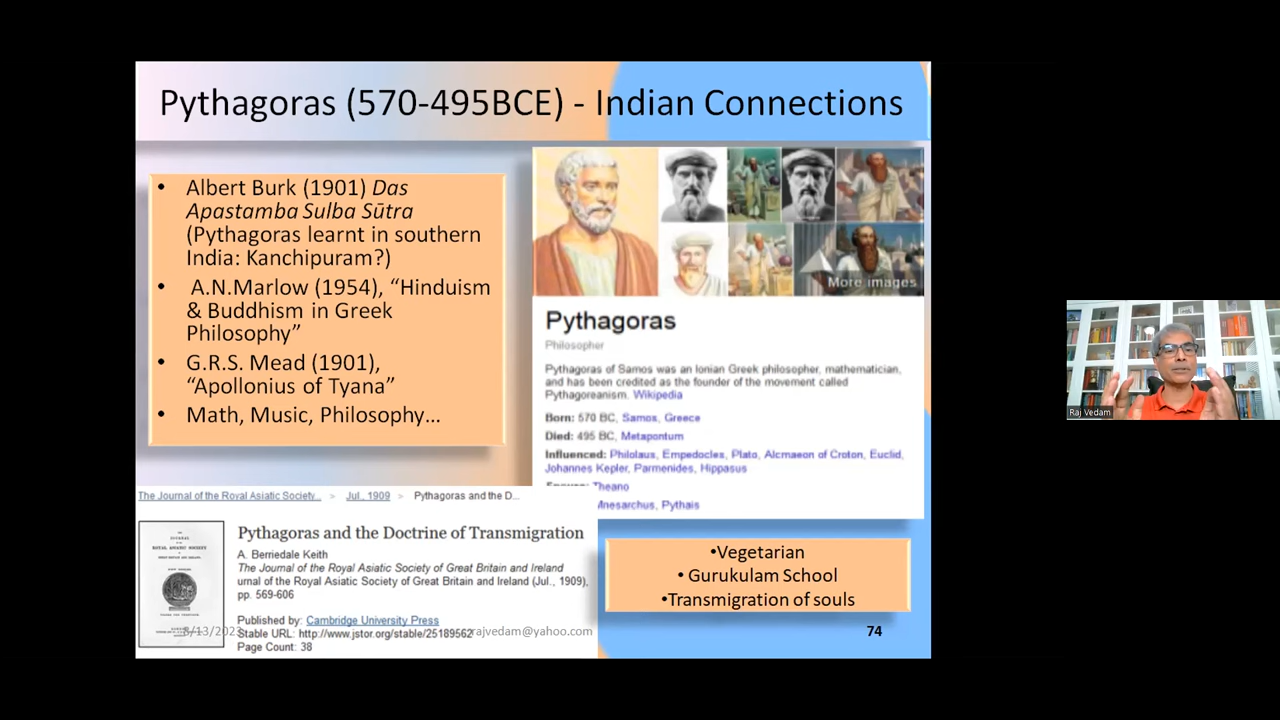 Pythagoras (570-495BCE) - Indian Connections
• Albert Burk (1901) Das
Apastamba Sulba Sūtra
(Pythagoras learnt in southern
India: Kanchipuram?)
• A.N.Marlow (1954), “Hinduism
& Buddhism in Greek
Philosophy”
• G.R.S. Mead (1901),
“Apollonius of Tyana”
• Math, Music, Philosophy…
More images
Pythagoras
Philosopher
Pythagoras of Samos was an Ionian Greek philosopher, mathematician,
and has been credited as the founder of the movement called
Pythagoreanism. Wikipedia
Born: 570 BC, Samos, Greece
Died: 495 BC, Metapontum
Influenced: Philolaus, Empedocles, Plato, Alcmaeon of Croton, Euclid,
Johannes Kepler, Parmenides, Hippasus
Theano
Mnesarchus, Pythais
The Journal of the Royal Asiatic Society... > Jul., 1909 > Pythagoras and the D...
Pythagoras and the Doctrine of Transmigration
A. Berriedale Keith
The Journal of the Royal Asiatic Society of Great Britain and Ireland
urnal of the Royal Asiatic Society of Great Britain and Ireland (Jul., 1909),
pp. 569-606
Published by: Cambridge University Press
Stable URL: http://www.jstor.org/stable/25189562
Page Count: 38
rajvedam@yahoo.com
•Vegetarian
• Gurukulam School
•Transmigration of souls
74
Raj Vedam